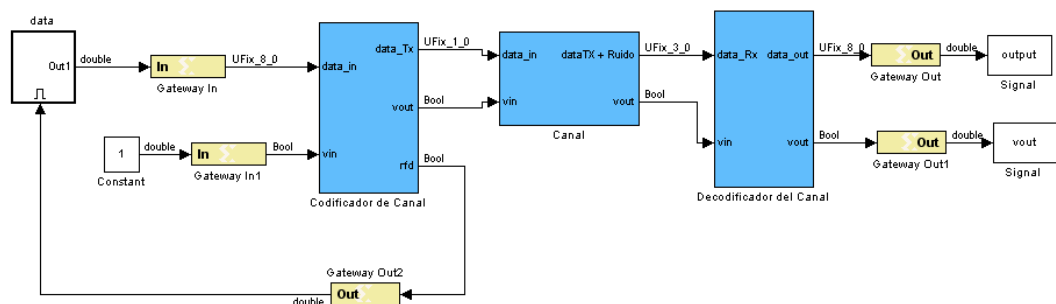 data
Out1
double
In
Gateway In
UFix_8_0
1
Constant
double
In
Gateway In1
Bool
data_in
vin
data_Tx
vout
rfd
Codificador de Canal
UFix_1_0
Bool
Bool
data_in
vin
dataTX + Ruido
vout
Canal
UFix_3_0
Bool
data_Rx
vin
data_out
vout
Decodificador del Canal
UFix_8_0
Bool
Out
Gateway Out
double
output
Signal
Out
Gateway Out1
double
vout
Signal
Gateway Out2
Out
double